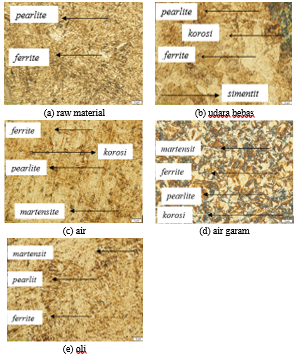 pearlite
ferrite
(a) raw material
pearlite
korosi
ferrite
simentit
(b) udara bebas
ferrite
korosi
pearlite
martensite
(c) air
martensit
ferrite
pearlite
korosi
(d) air garam
martensit
pearlit
ferrite
(e) oli